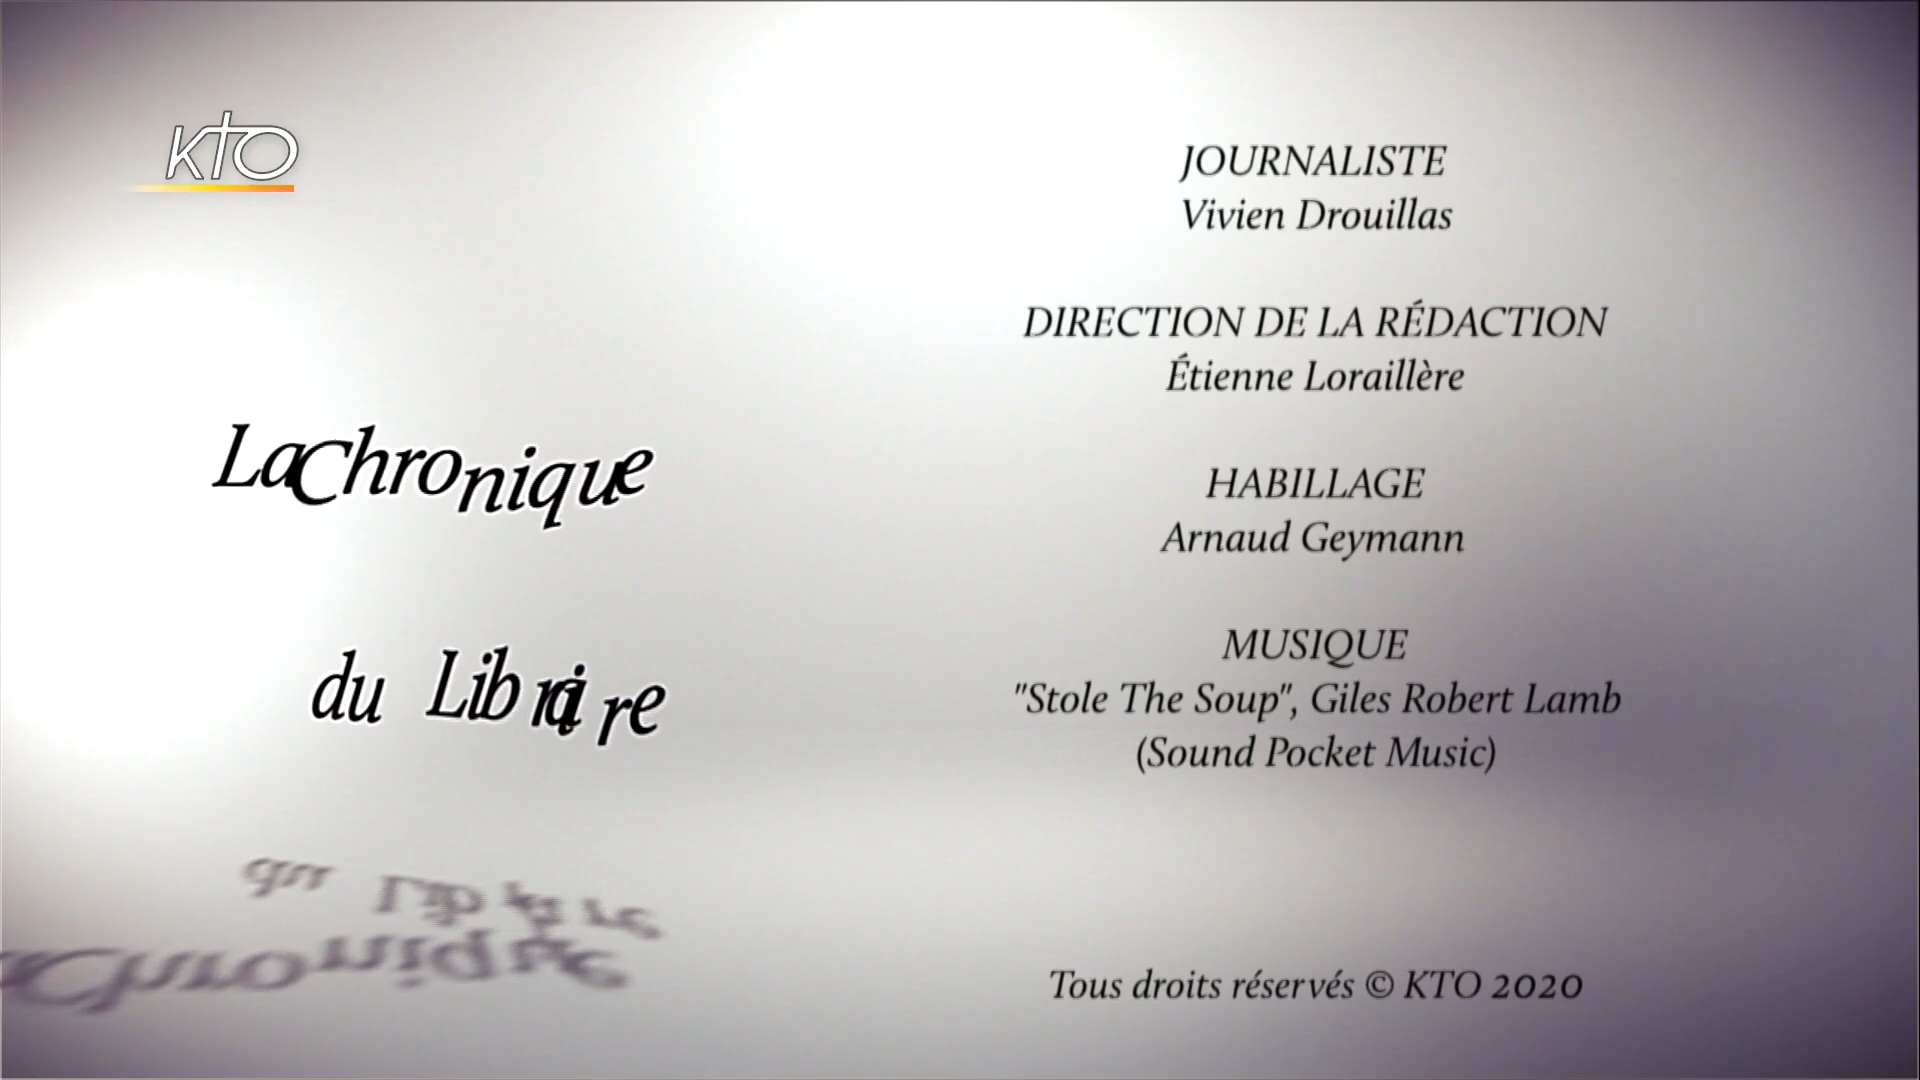 KTO
La Chronique
du Libraire
JOURNALISTE
Vivien Drouillas
DIRECTION DE LA RÉDACTION
Étienne Loraillère
HABILLAGE
Arnaud Geymann
MUSIQUE
"Stole The Soup", Giles Robert Lamb
(Sound Pocket Music)
Tous droits réservés © KTO 2020